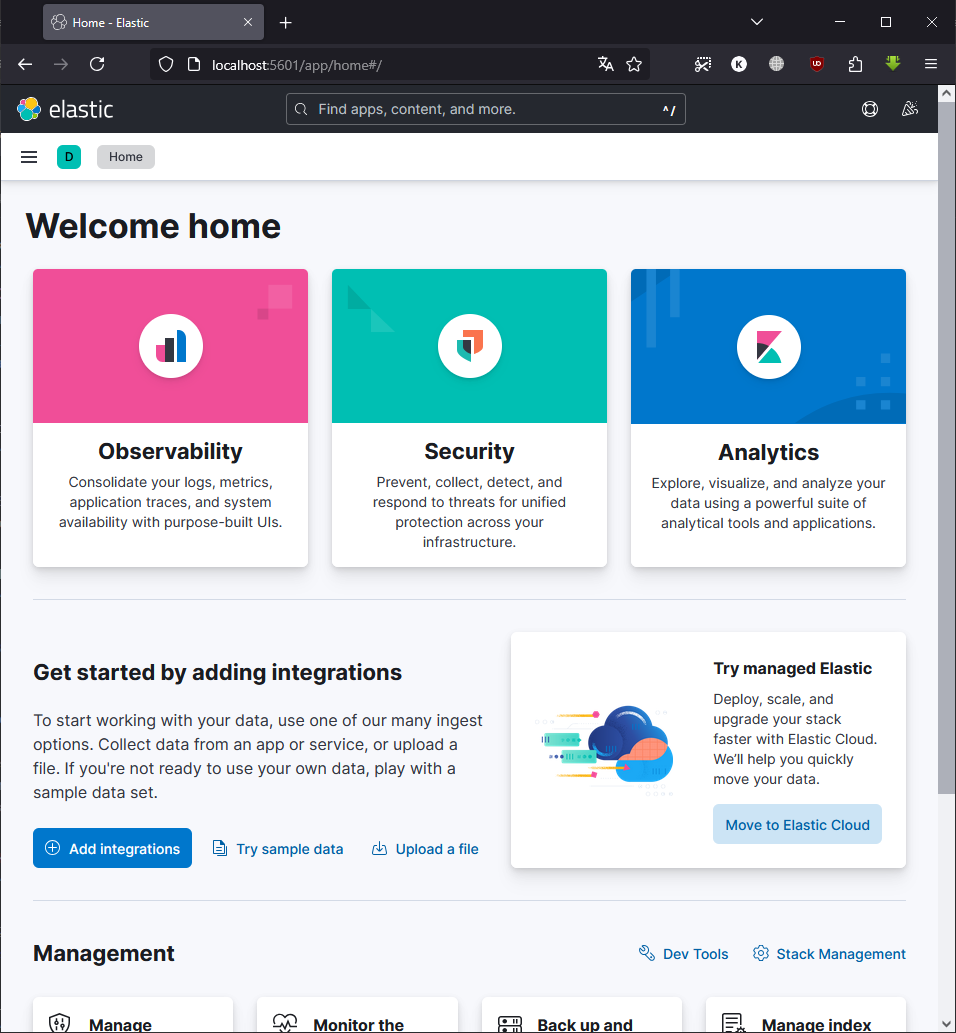 Home - Elastic
localhost:5601/app/home#/
elastic
Find apps, content, and more.
^/
D
Home
Welcome home
Observability
Consolidate your logs, metrics,
application traces, and system
availability with purpose-built UIs.
Security
Prevent, collect, detect, and
respond to threats for unified
protection across your
infrastructure.
Analytics
Explore, visualize, and analyze your
data using a powerful suite of
analytical tools and applications.
Get started by adding integrations
To start working with your data, use one of our many ingest
options. Collect data from an app or service, or upload a
file. If you're not ready to use your own data, play with a
sample data set.
Add integrations
Try sample data
Upload a file
Try managed Elastic
Deploy, scale, and
upgrade your stack
faster with Elastic Cloud.
We’ll help you quickly
move your data.
Move to Elastic Cloud
Management
Dev Tools
Stack Management
Manage
Monitor the
Back up and
Manage index